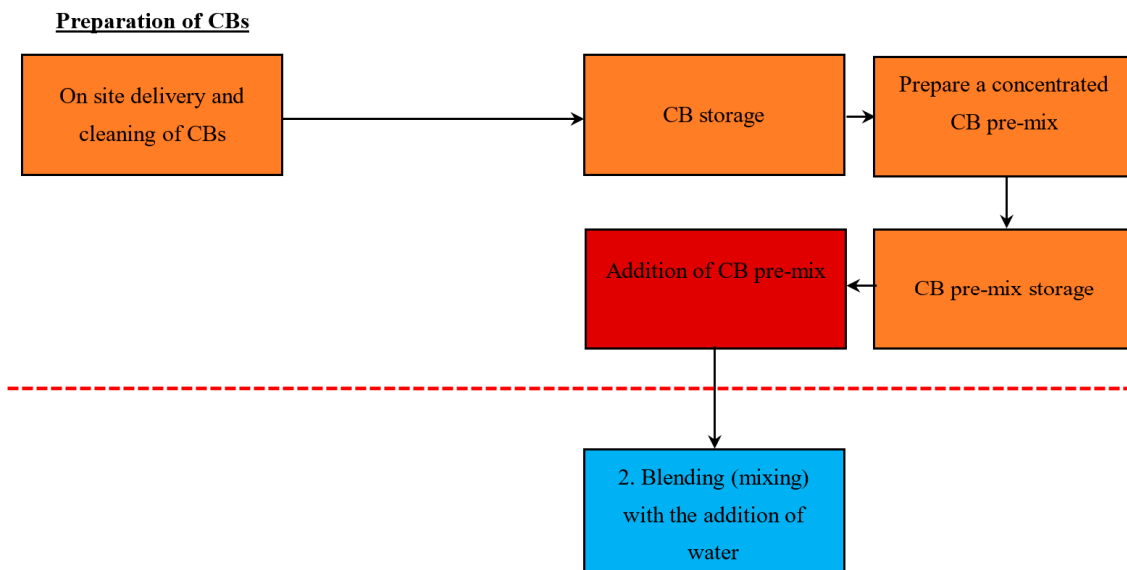 Preparation of CBs
On site delivery and
cleaning of CBs
CB storage
Prepare a concentrated
CB pre-mix
Addition of CB pre-mix
CB pre-mix storage
2. Blending (mixing)
with the addition of
water